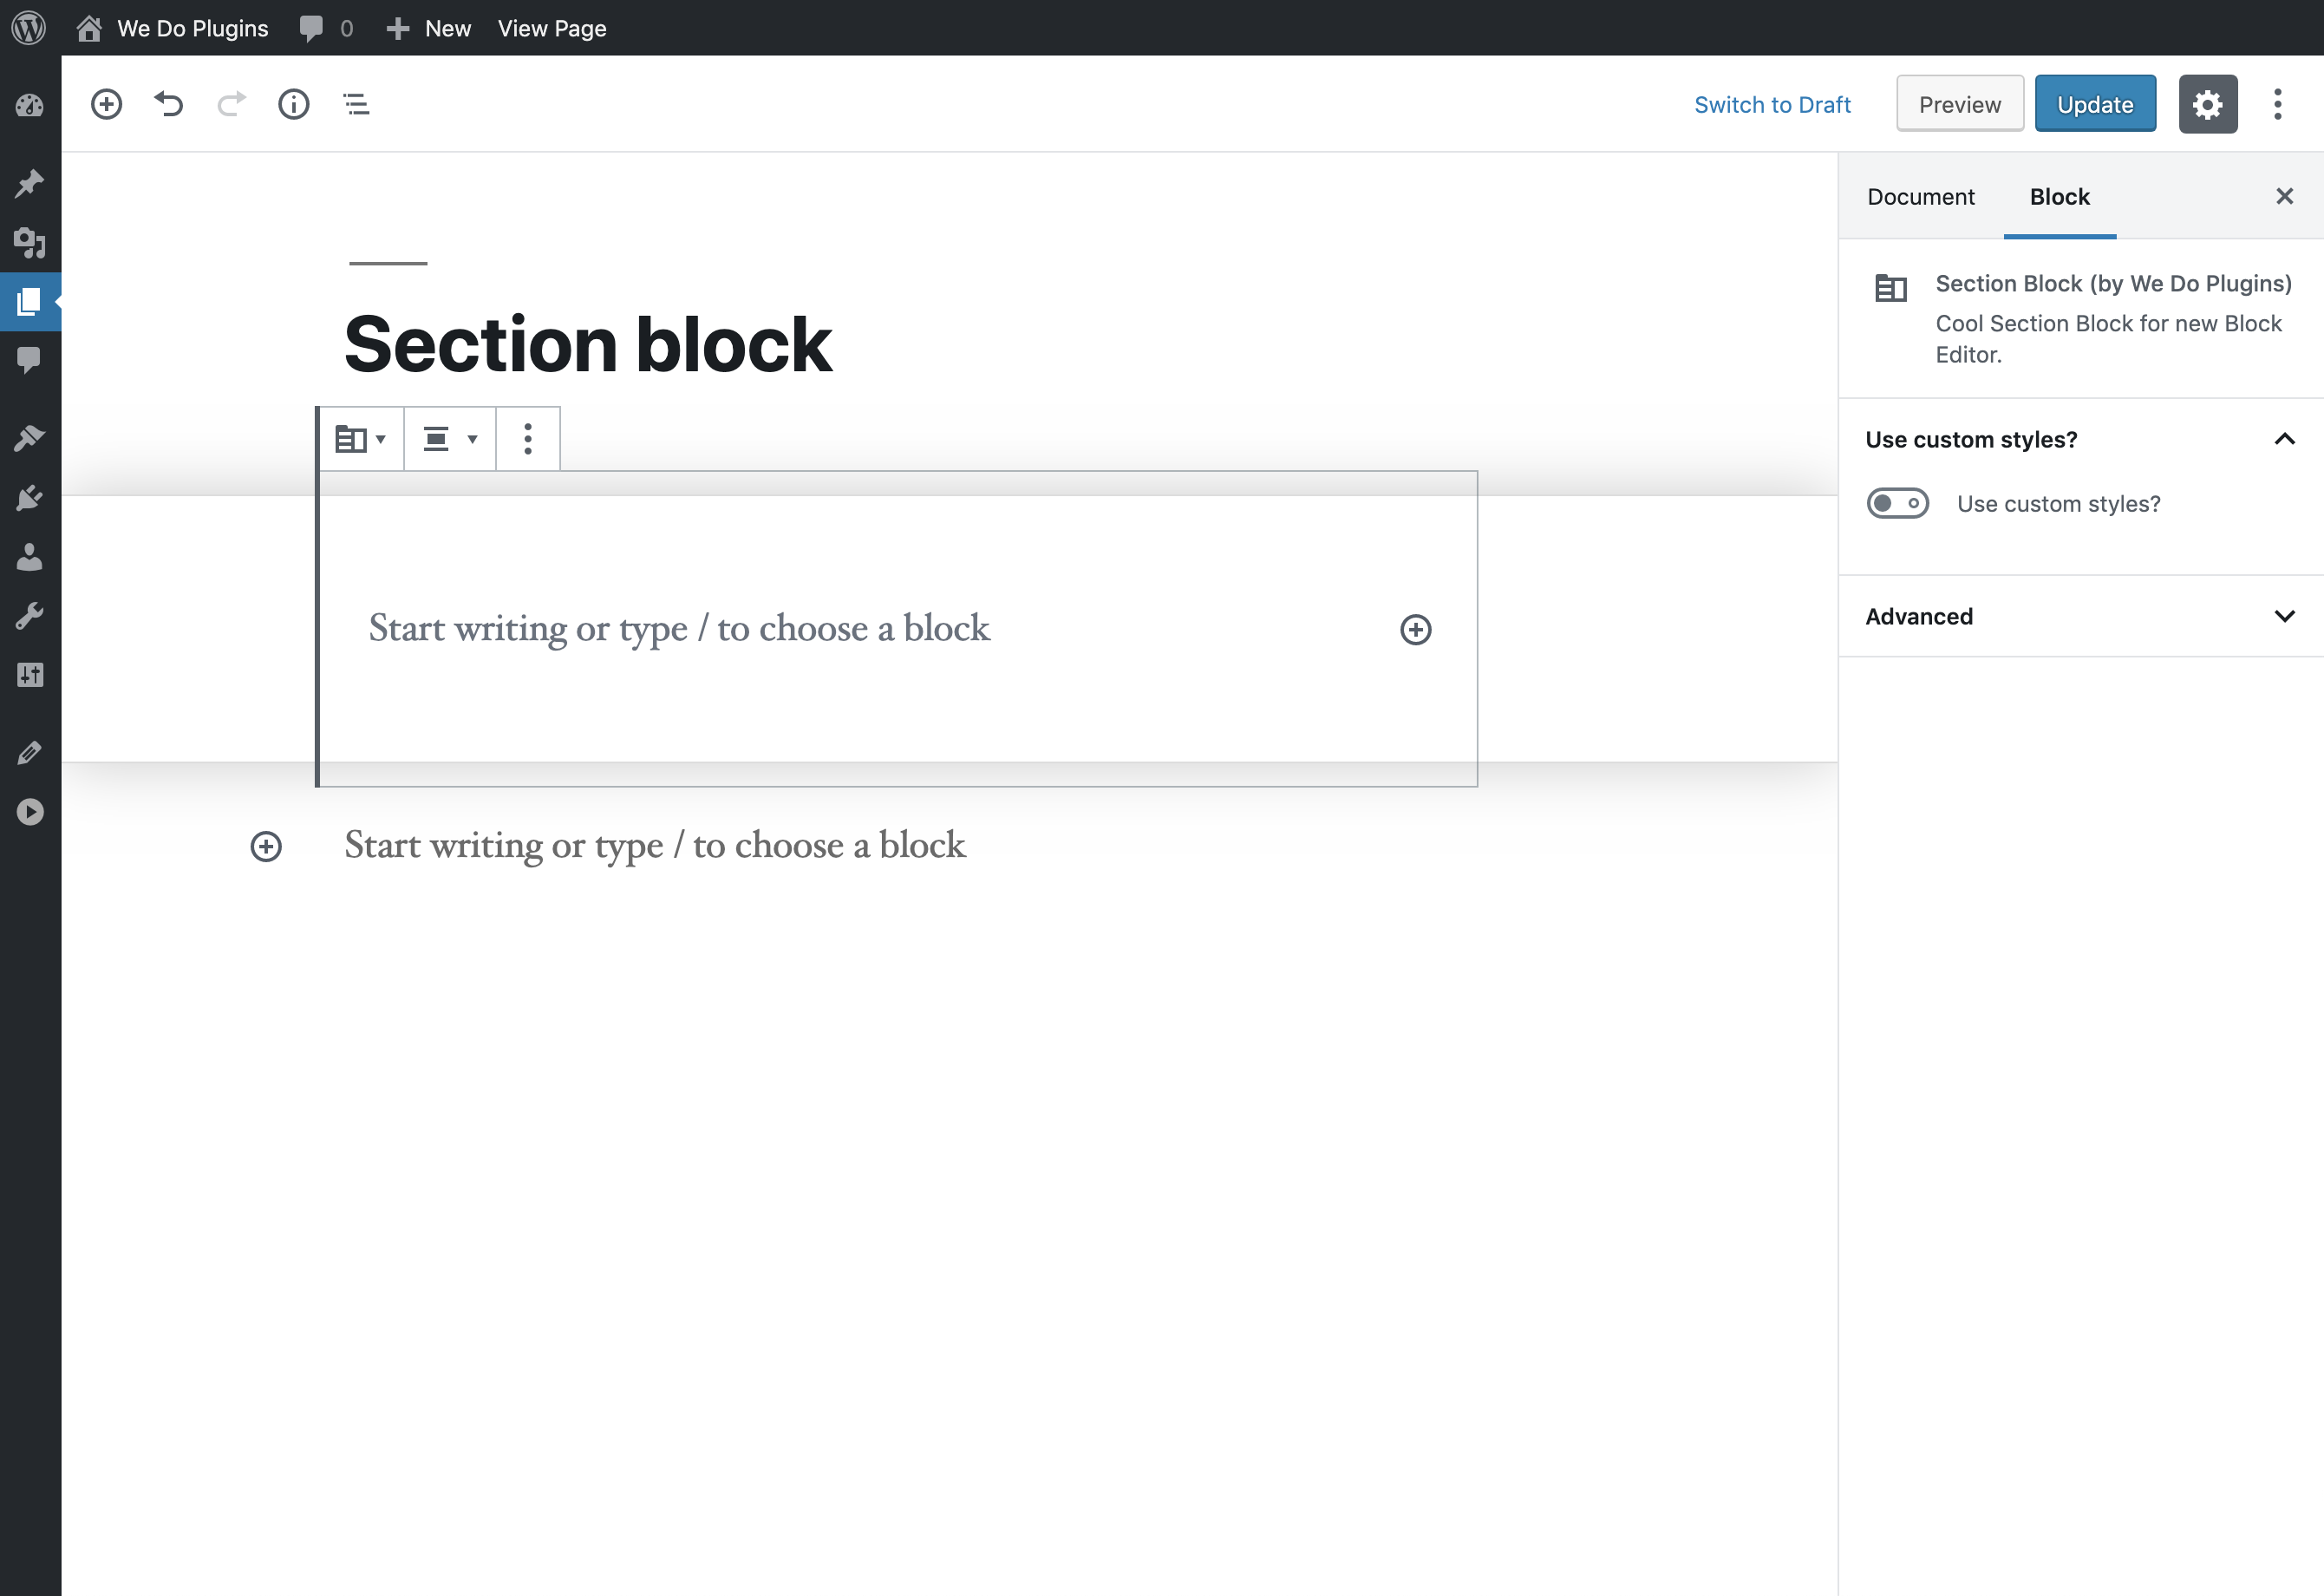 We Do Plugins 0 New View Page
Switch to Draft Preview Update
Document Block
Section Block (by We Do Plugins)
Cool Section Block for new Block
Editor.
Use custom styles?
Use custom styles?
Advanced
Section block
Start writing or type / to choose a block
Start writing or type / to choose a block